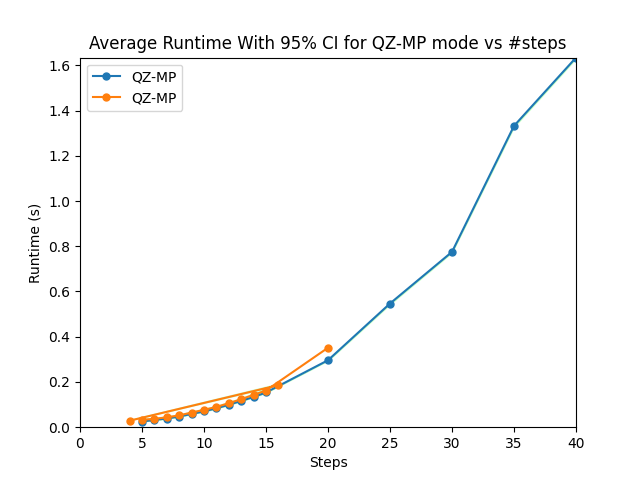 Average Runtime With 95% CI for QZ-MP mode vs #steps
QZ-MP
QZ-MP
1.6
1.4
1.2
1.0
0.8
0.6
0.4
0.2
0.0
Runtime (s)
0 5 10 15 20 25 30 35 40
Steps